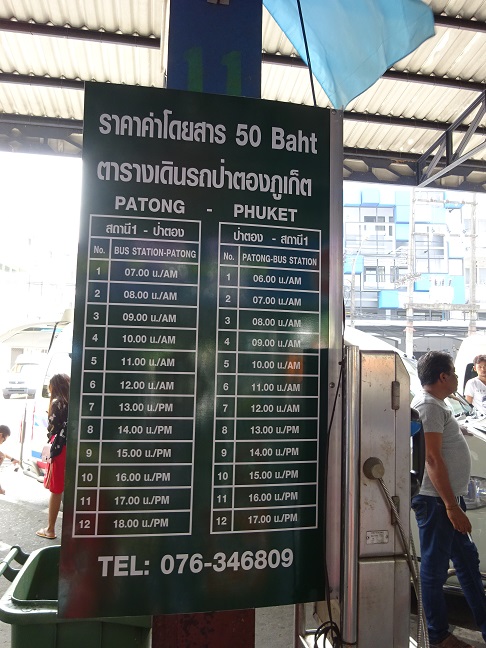 11
ราคาค่าโดยสาร 50 Baht
ตารางเดินรถป่าตองภูเก็ต
PATONG - PHUKET
สถานี1 - ป่าตอง
No. BUS STATION-PATONG
1 07.00 น./AM
2 08.00 น./AM
3 09.00 น./AM
4 10.00 น./AM
5 11.00 น./AM
6 12.00 น./AM
7 13.00 น./PM
8 14.00 น./PM
9 15.00 น./PM
10 16.00 น./PM
11 17.00 น./PM
12 18.00 น./PM
ป่าตอง - สถานี1
No. PATONG-BUS STATION
1 06.00 น./AM
2 07.00 น./AM
3 08.00 น./AM
4 09.00 น./AM
5 10.00 น./AM
6 11.00 น./AM
7 12.00 น./AM
8 13.00 น./PM
9 14.00 น./PM
10 15.00 น./PM
11 16.00 น./PM
12 17.00 น./PM
TEL: 076-346809